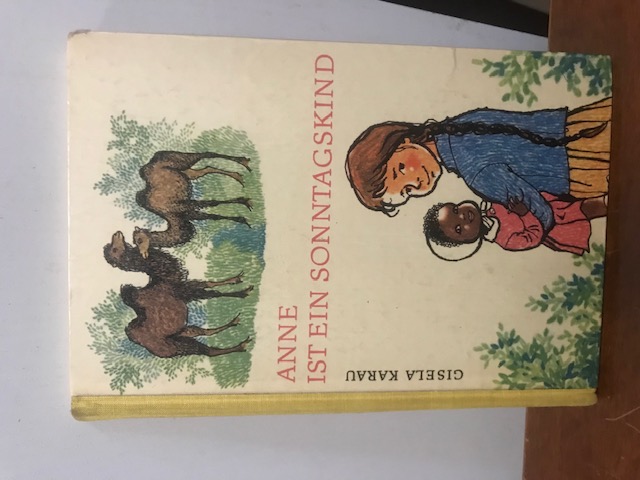 ANNE
IST EIN SONNTAGSKIND
GISELA KARAU